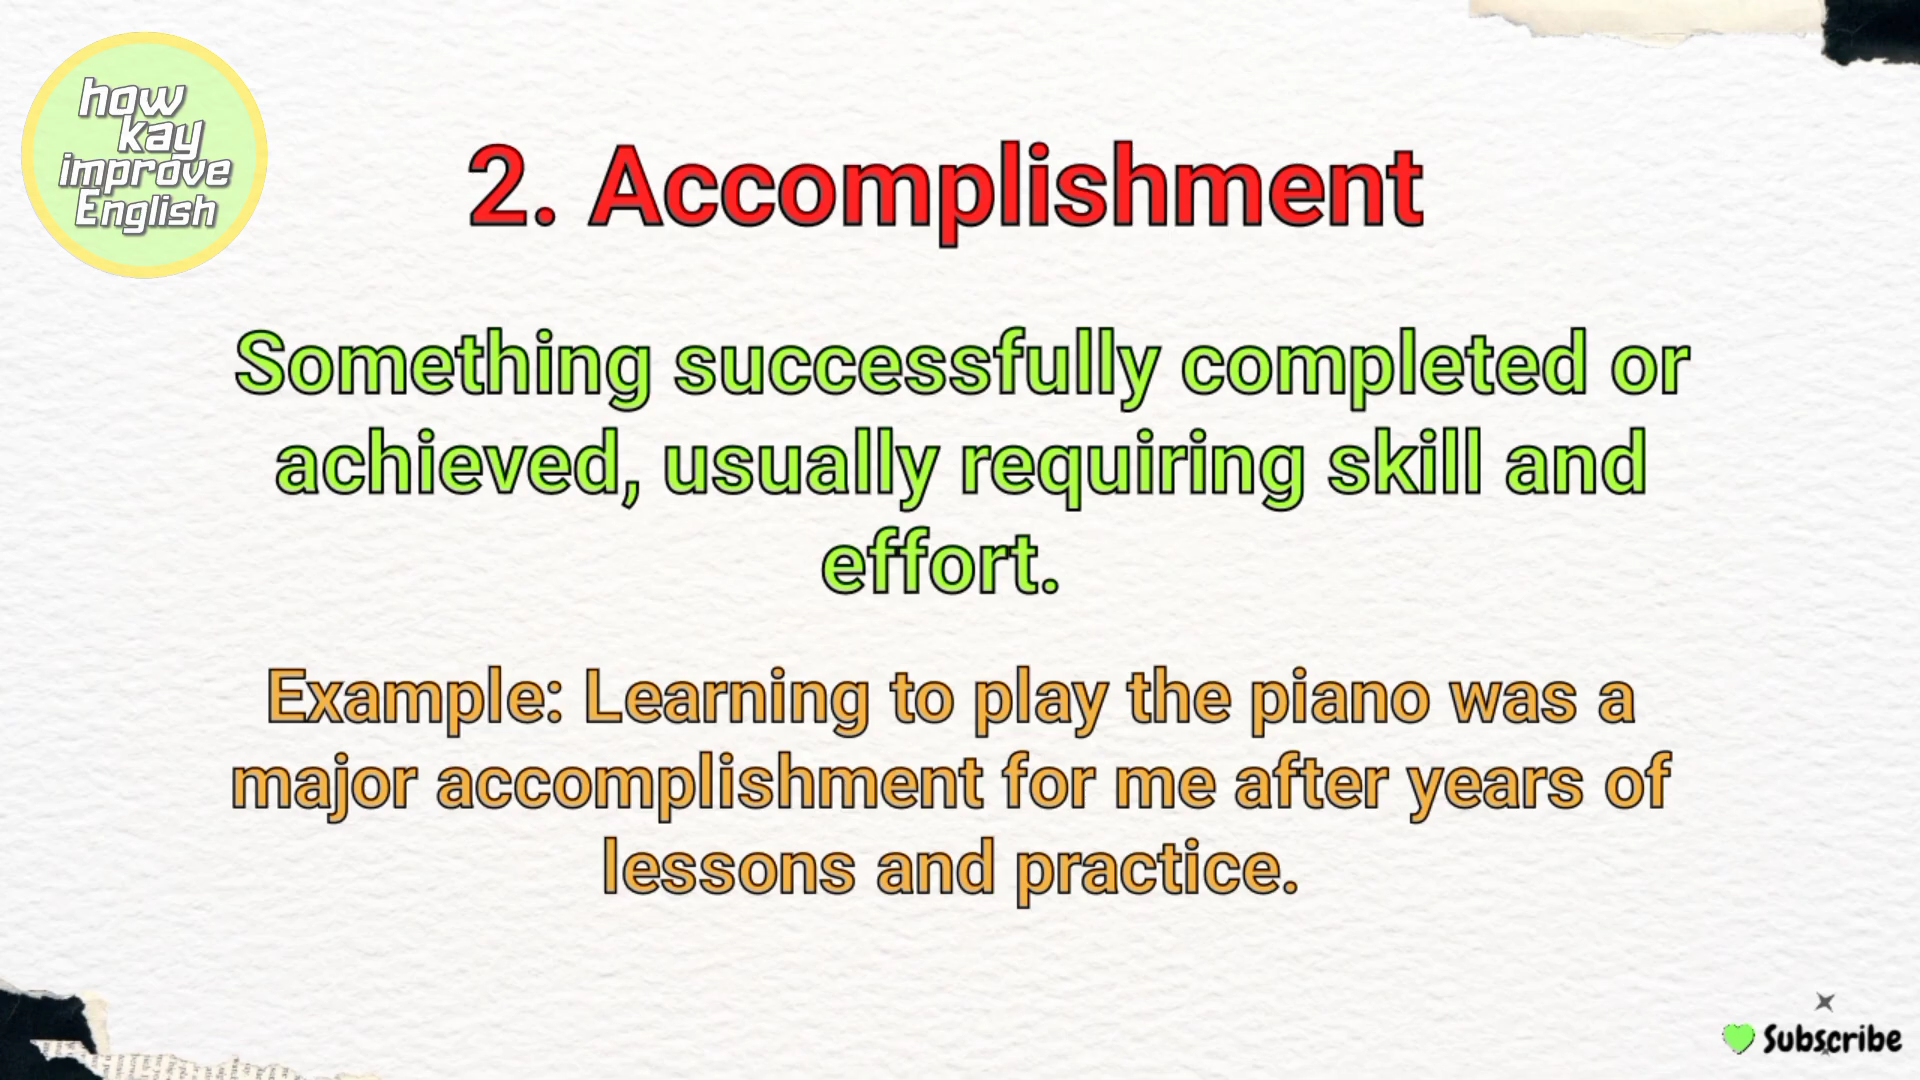 how
kay
improve
English
2. Accomplishment
Something successfully completed or
achieved, usually requiring skill and
effort.
Example: Learning to play the piano was a
major accomplishment for me after years of
lessons and practice.
Subscribe